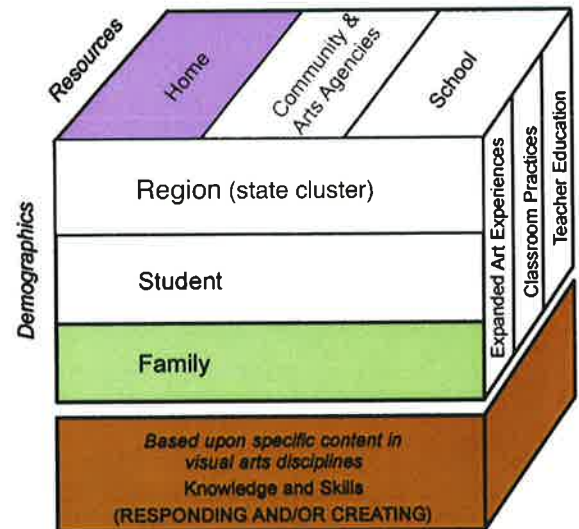 Resources
Home
Community &
Arts Agencies
School
Demographics
Region (state cluster)
Student
Family
Expanded Art Experiences
Classroom Practices
Teacher Education
Based upon specific content in
visual arts disciplines
Knowledge and Skills
(RESPONDING AND/OR CREATING)